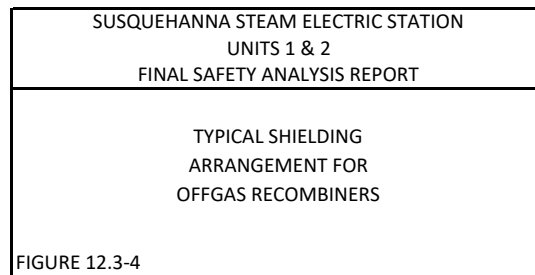 SUSQUEHANNA STEAM ELECTRIC STATION
UNITS 1 & 2
FINAL SAFETY ANALYSIS REPORT
TYPICAL SHIELDING
ARRANGEMENT FOR
OFFGAS RECOMBINERS
FIGURE 12.3-4